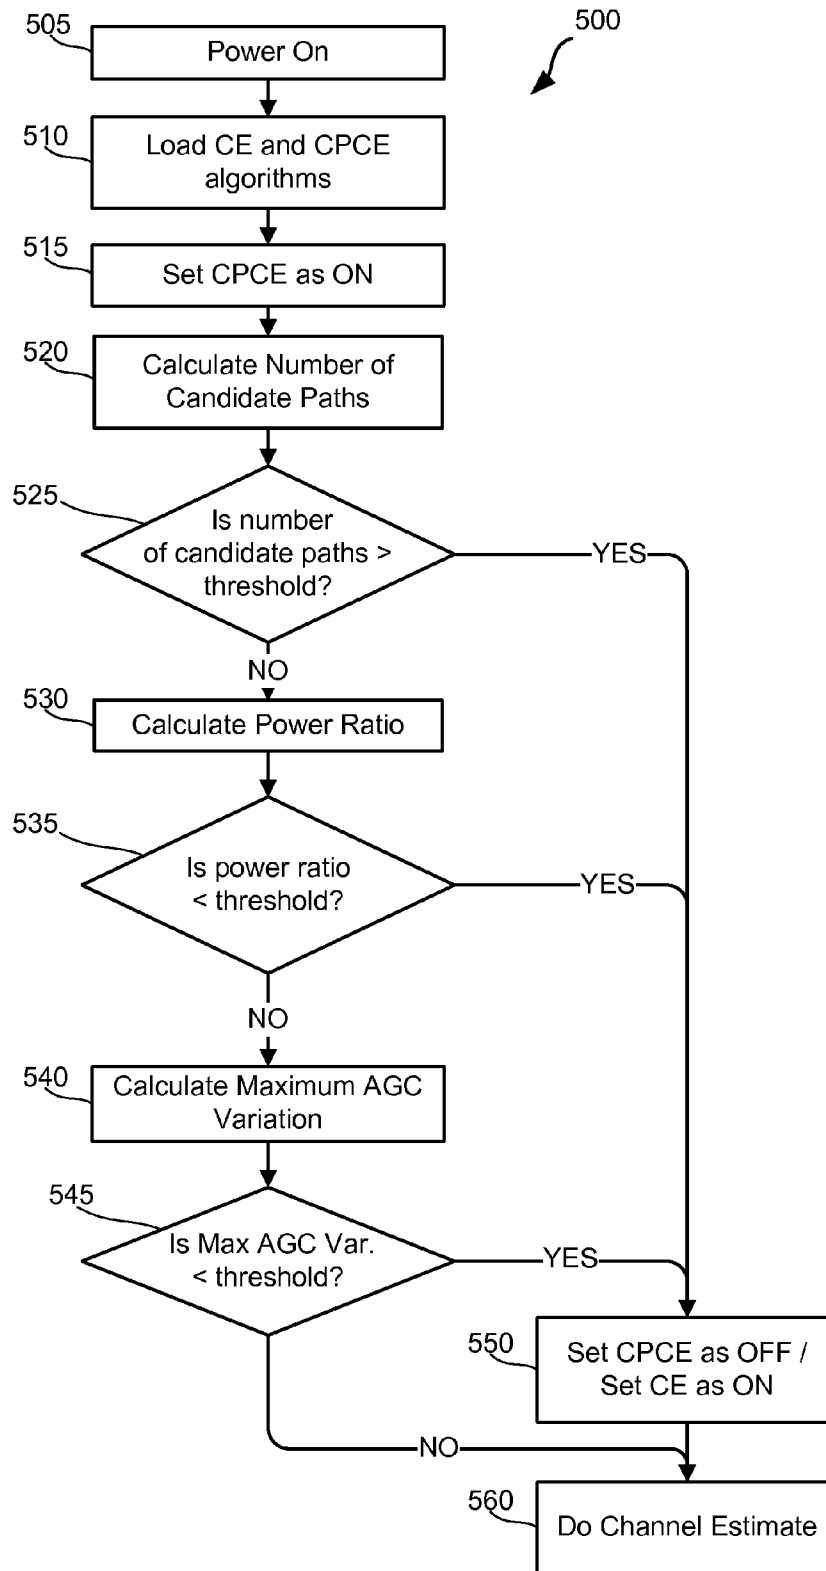 500
505
Power On
510
Load CE and CPCE
algorithms
515
Set CPCE as ON
520
Calculate Number of
Candidate Paths
525
Is number
of candidate paths >
threshold?
YES
NO
530
Calculate Power Ratio
535
Is power ratio
< threshold?
YES
NO
540
Calculate Maximum AGC
Variation
545
Is Max AGC Var.
< threshold?
YES
550
Set CPCE as OFF /
Set CE as ON
NO
560
Do Channel Estimate